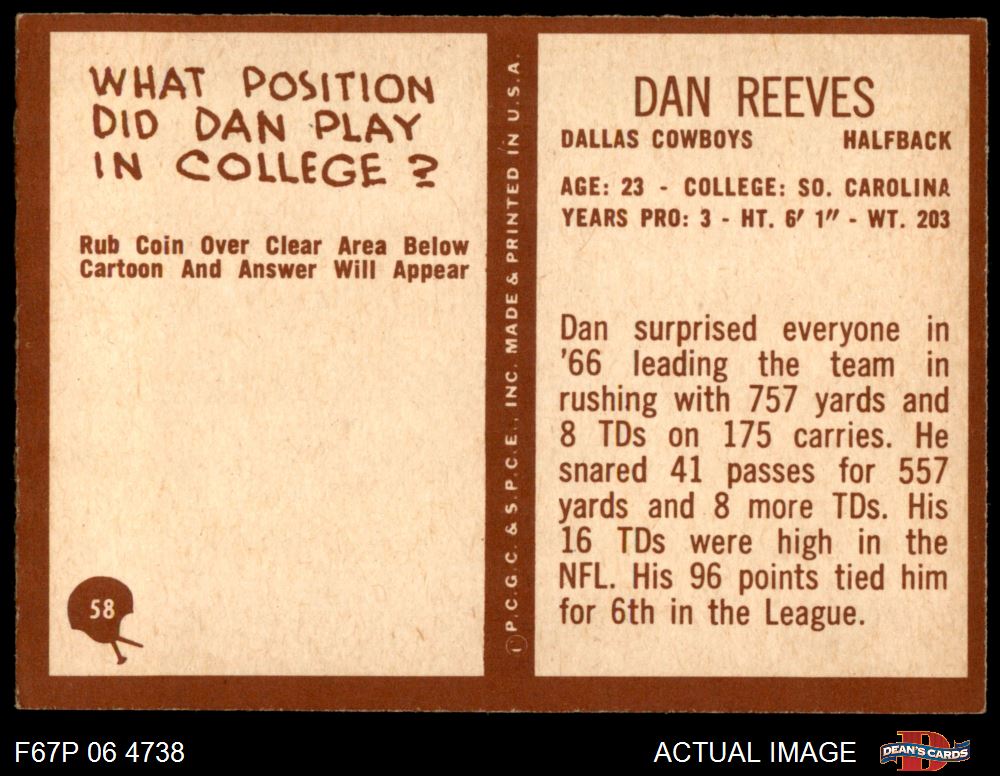 WHAT POSITION
DID DAN PLAY
IN COLLEGE ?
Rub Coin Over Clear Area Below
Cartoon And Answer Will Appear
58
© P.C.G.C. & S.P.C.E., INC. MADE & PRINTED IN U.S.A.
DAN REEVES
DALLAS COWBOYS HALFBACK
AGE: 23 - COLLEGE: SO. CAROLINA
YEARS PRO: 3 - HT. 6' 1" - WT. 203
Dan surprised everyone in
'66 leading the team in
rushing with 757 yards and
8 TDs on 175 carries. He
snared 41 passes for 557
yards and 8 more TDs. His
16 TDs were high in the
NFL. His 96 points tied him
for 6th in the League.
F67P 06 4738
ACTUAL IMAGE
DEAN'S CARDS